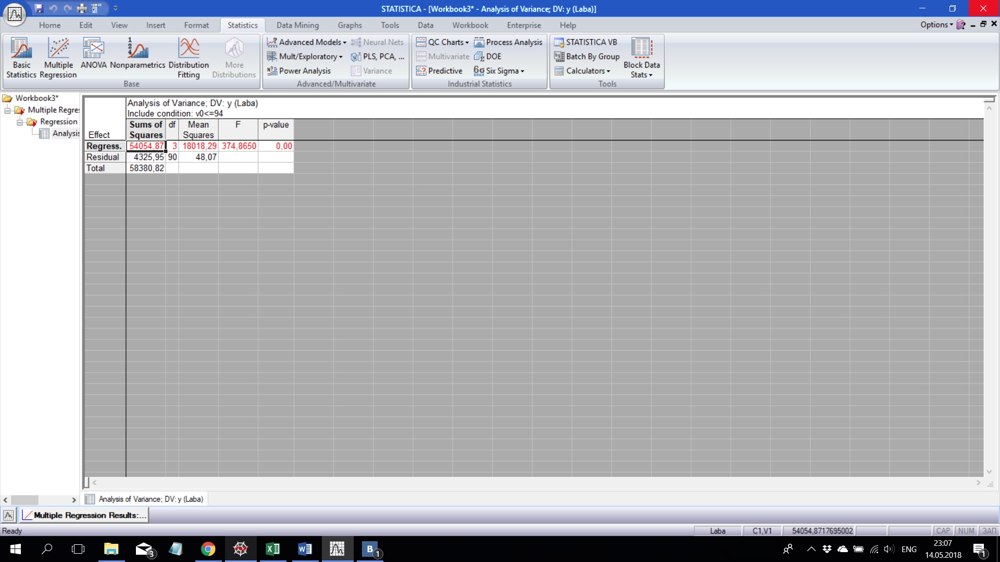 STATISTICA - [Workbook3* - Analysis of Variance; DV: y (Laba)]
Home Edit View Insert Format Statistics Data Mining Graphs Tools Data Workbook Enterprise Help Options
Basic Statistics
Multiple Regression
ANOVA
Nonparametrics
Distribution Fitting
More Distributions
Base
Advanced Models
Mult/Exploratory
Power Analysis
Neural Nets
PLS, PCA, ...
Variance
Advanced/Multivariate
QC Charts
Multivariate
Predictive
Process Analysis
DOE
Six Sigma
Industrial Statistics
STATISTICA VB
Batch By Group
Calculators
Block Data Stats
Tools
Workbook3*
Multiple Regres
Regression
Analysis
Analysis of Variance; DV: y (Laba)
Include condition: v0<=94
Effect Sums of Squares df Mean Squares F p-value
Regress. 54054,87 3 18018,29 374,8650 0,00
Residual 4325,95 90 48,07
Total 58380,82
Analysis of Variance; DV: y (Laba)
Multiple Regression Results:...
Ready Laba C1,V1 54054,8717695002 CAP NUM ЗАП
3 1 ENG 23:07
14.05.2018 1